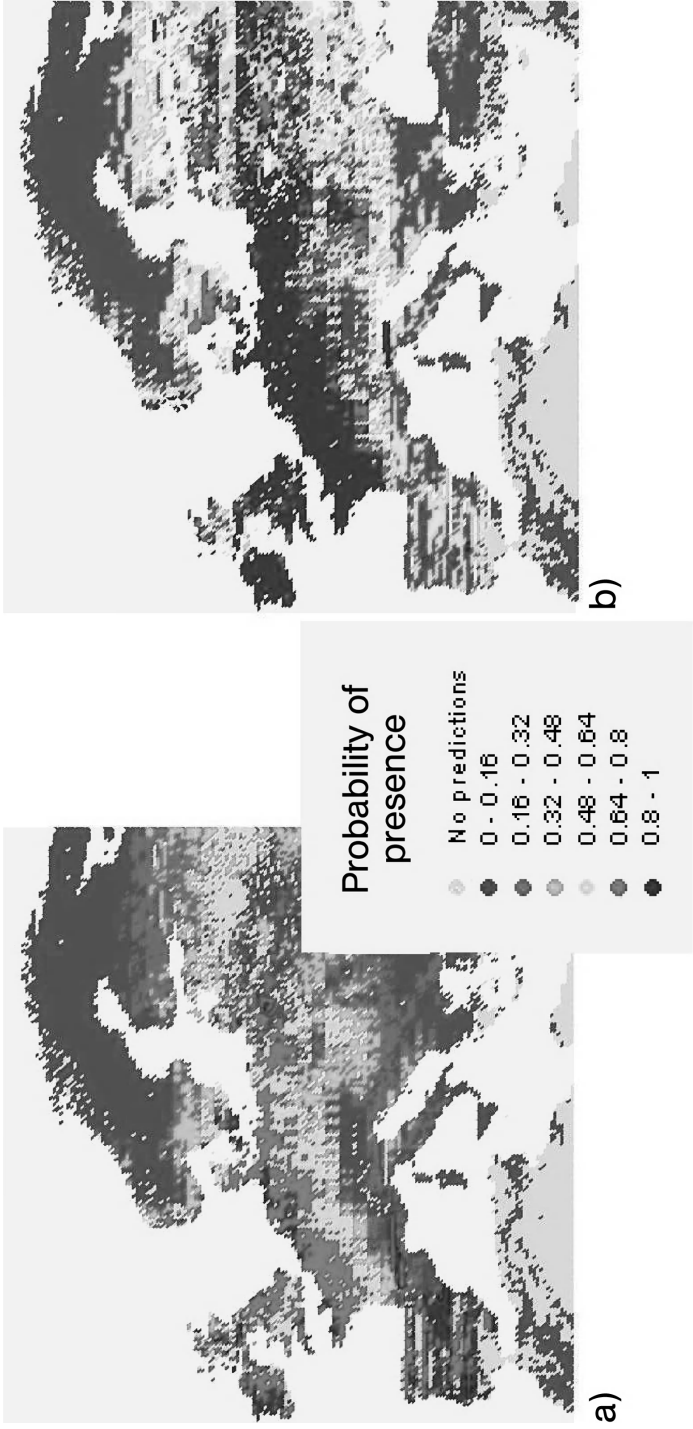 a)
Probability of
presence
No predictions
0 - 0.16
0.16 - 0.32
0.32 - 0.48
0.48 - 0.64
0.64 - 0.8
0.8 - 1
b)